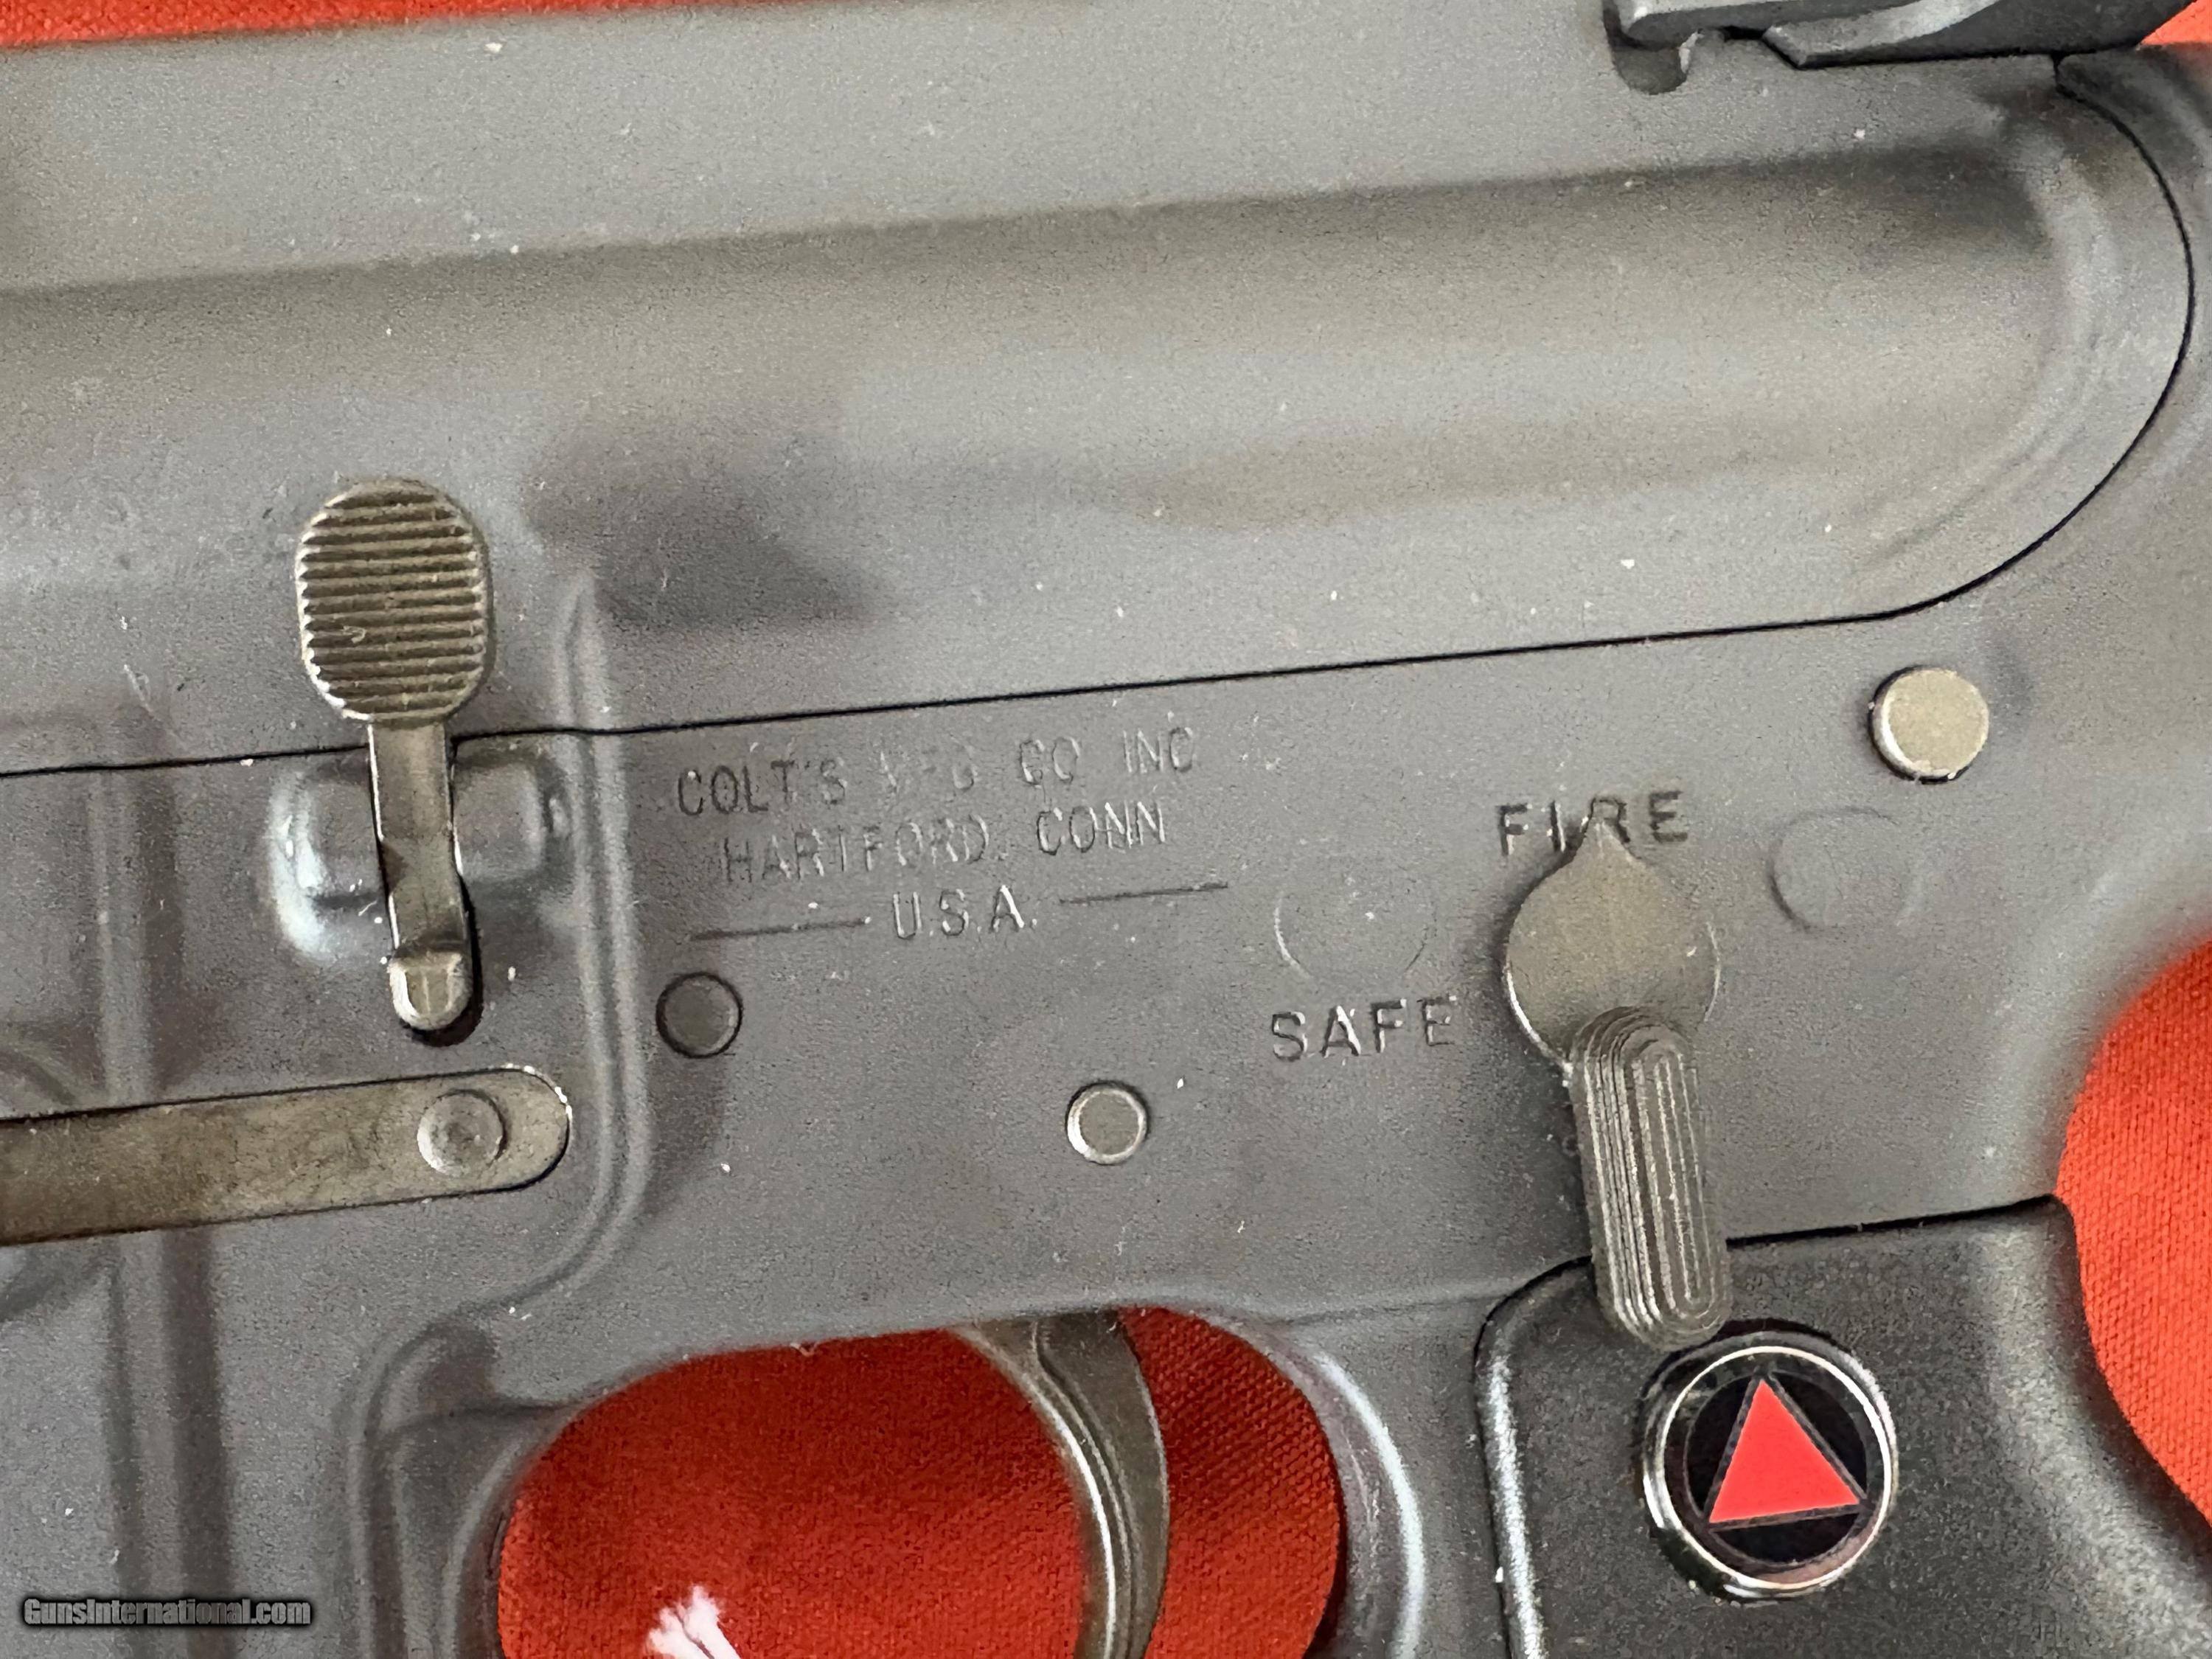 COLT'S MFG CO INC
HARTFORD, CONN
U.S.A.
FIRE
SAFE
GunsInternational.com